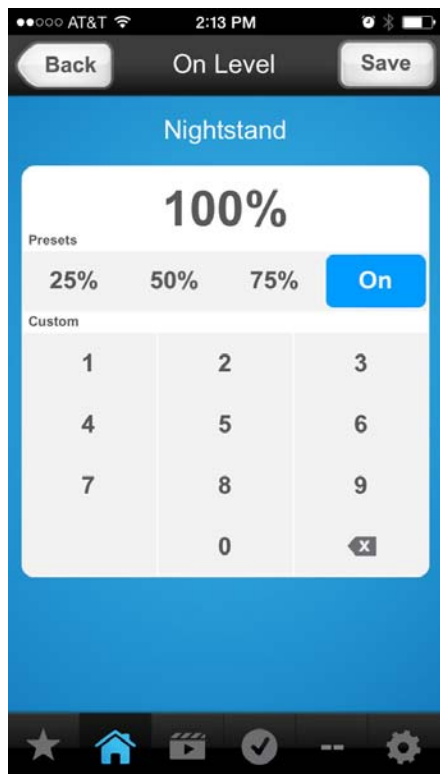 AT&T 2:13 PM
Back On Level Save
Nightstand
100%
Presets
25% 50% 75% On
Custom
1 2 3
4 5 6
7 8 9
0 x
--